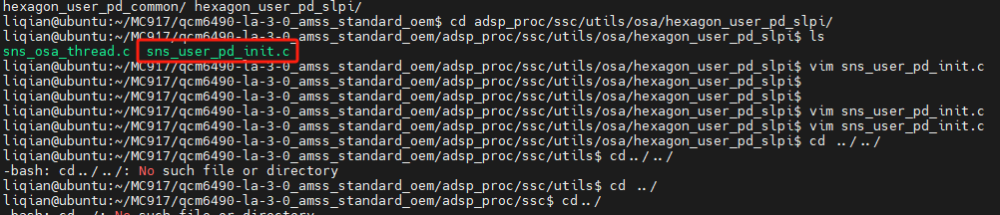 hexagon_user_pd_common/ hexagon_user_pd_slpi/
liqian@ubuntu:~/MC917/qcm6490-la-3-0_amss_standard_oem$ cd adsp_proc/ssc/utils/osa/hexagon_user_pd_slpi/
liqian@ubuntu:~/MC917/qcm6490-la-3-0_amss_standard_oem/adsp_proc/ssc/utils/osa/hexagon_user_pd_slpi$ ls
sns_osa_thread.c sns_user_pd_init.c
liqian@ubuntu:~/MC917/qcm6490-la-3-0_amss_standard_oem/adsp_proc/ssc/utils/osa/hexagon_user_pd_slpi$ vim sns_user_pd_init.c
liqian@ubuntu:~/MC917/qcm6490-la-3-0_amss_standard_oem/adsp_proc/ssc/utils/osa/hexagon_user_pd_slpi$
liqian@ubuntu:~/MC917/qcm6490-la-3-0_amss_standard_oem/adsp_proc/ssc/utils/osa/hexagon_user_pd_slpi$
liqian@ubuntu:~/MC917/qcm6490-la-3-0_amss_standard_oem/adsp_proc/ssc/utils/osa/hexagon_user_pd_slpi$ vim sns_user_pd_init.c
liqian@ubuntu:~/MC917/qcm6490-la-3-0_amss_standard_oem/adsp_proc/ssc/utils/osa/hexagon_user_pd_slpi$ vim sns_user_pd_init.c
liqian@ubuntu:~/MC917/qcm6490-la-3-0_amss_standard_oem/adsp_proc/ssc/utils/osa/hexagon_user_pd_slpi$ cd ../../
liqian@ubuntu:~/MC917/qcm6490-la-3-0_amss_standard_oem/adsp_proc/ssc/utils$ cd../../
-bash: cd../../: No such file or directory
liqian@ubuntu:~/MC917/qcm6490-la-3-0_amss_standard_oem/adsp_proc/ssc/utils$ cd ../
liqian@ubuntu:~/MC917/qcm6490-la-3-0_amss_standard_oem/adsp_proc/ssc$ cd../
-bash: cd../: No such file or directory